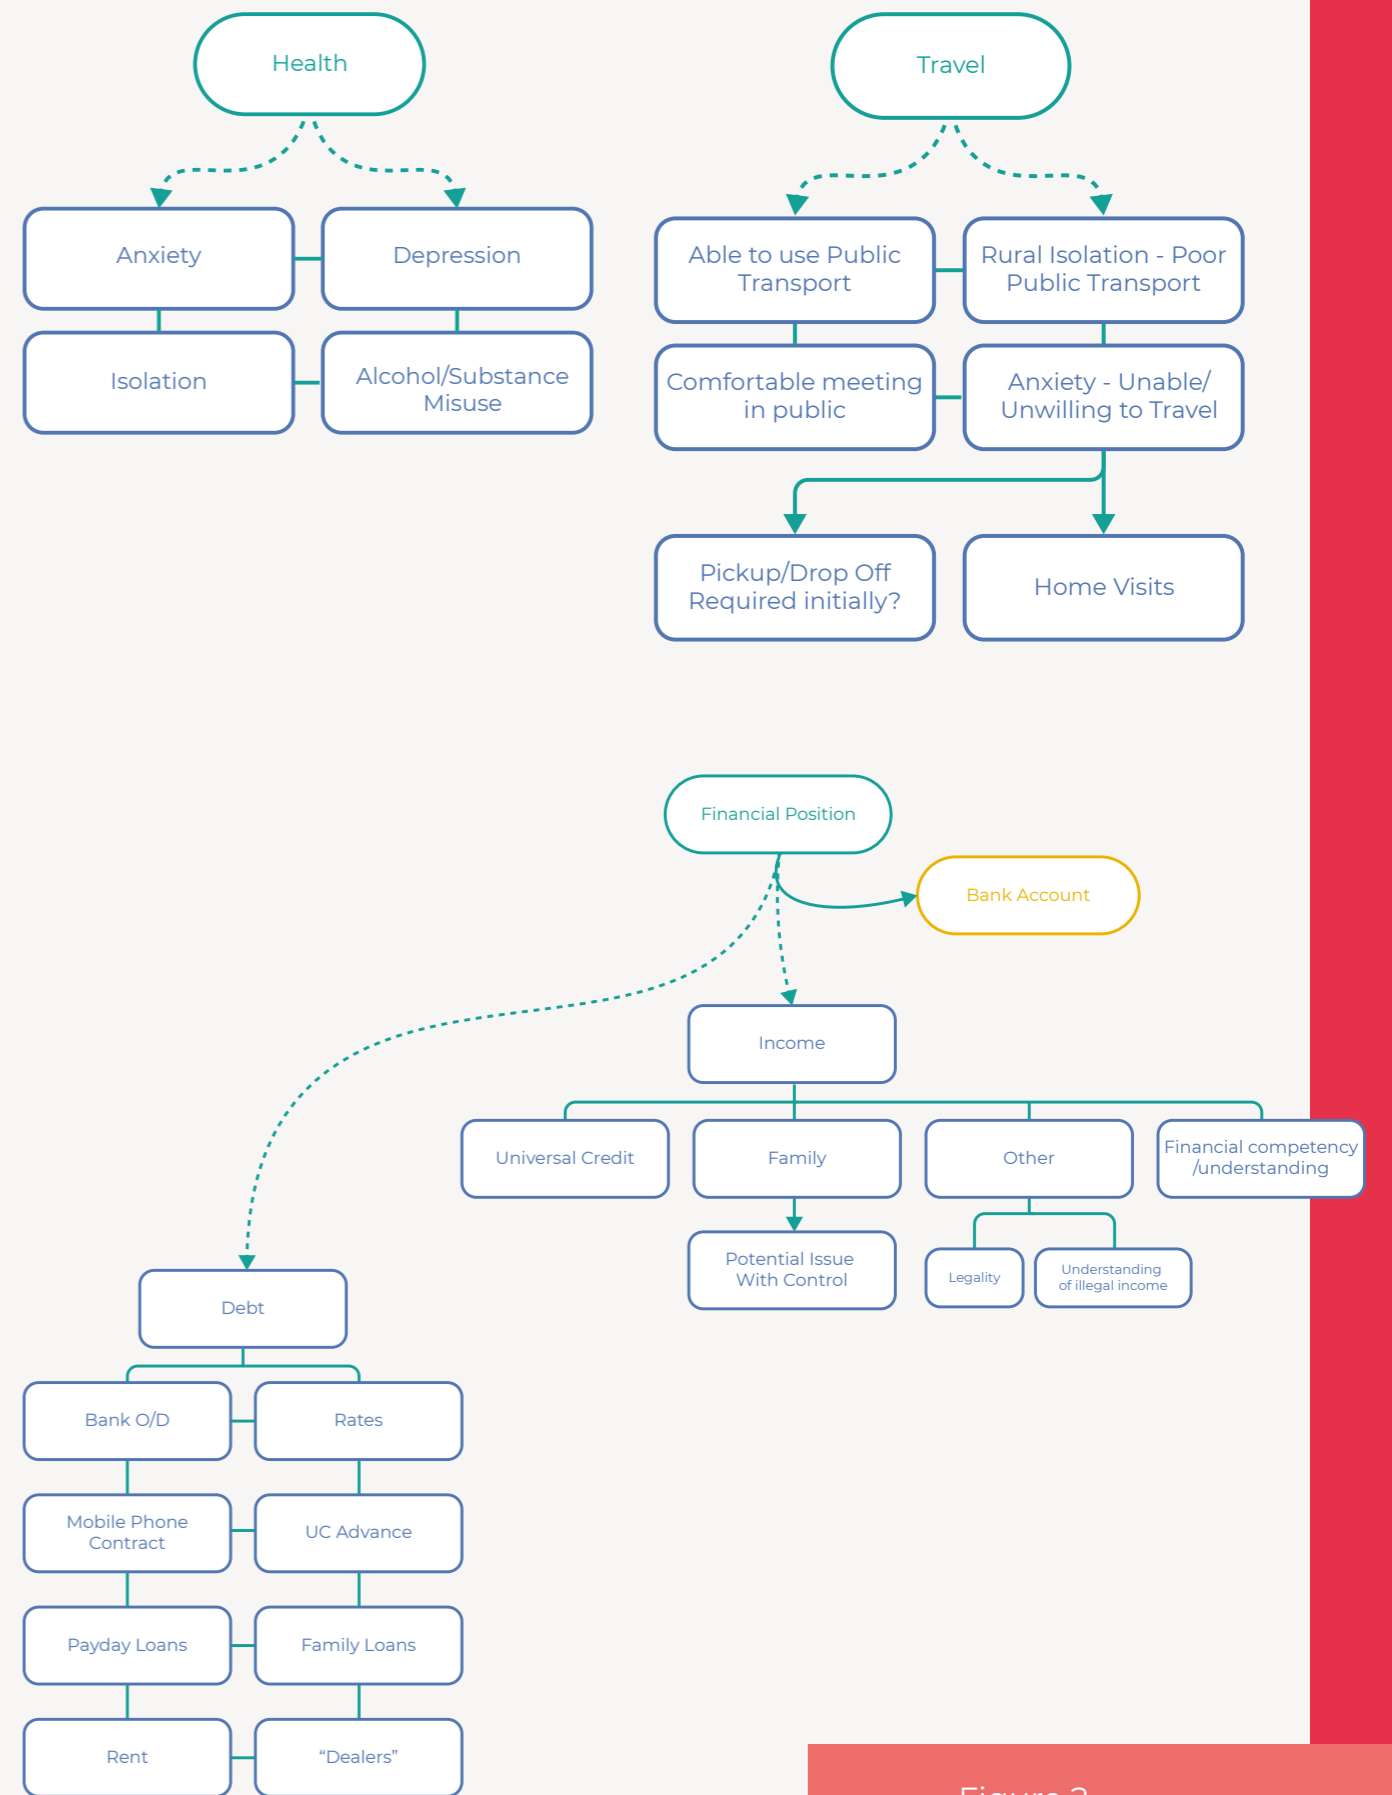 Health
Travel
Anxiety
Depression
Isolation
Alcohol/Substance
Misuse
Able to use Public
Transport
Rural Isolation - Poor
Public Transport
Comfortable meeting
in public
Anxiety - Unable/
Unwilling to Travel
Pickup/Drop Off
Required initially?
Home Visits
Financial Position
Bank Account
Income
Universal Credit
Family
Other
Financial competency
/understanding
Potential Issue
With Control
Legality
Understanding
of illegal income
Debt
Bank O/D
Rates
Mobile Phone
Contract
UC Advance
Payday Loans
Family Loans
Rent
“Dealers”
Figure